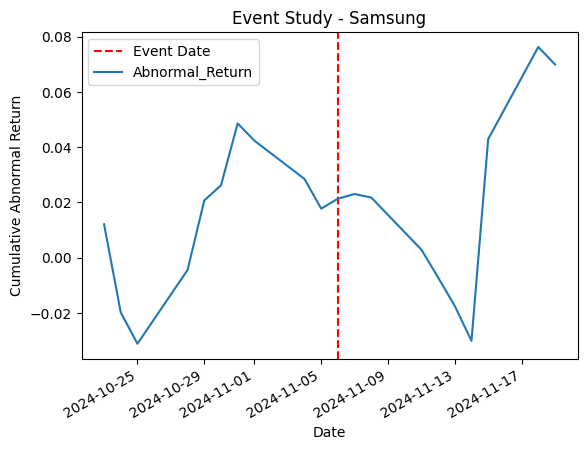 Event Study - Samsung
Event Date
Abnormal_Return
Cumulative Abnormal Return
0.08
0.06
0.04
0.02
0.00
−0.02
2024-10-25
2024-10-29
2024-11-01
2024-11-05
2024-11-09
2024-11-13
2024-11-17
Date